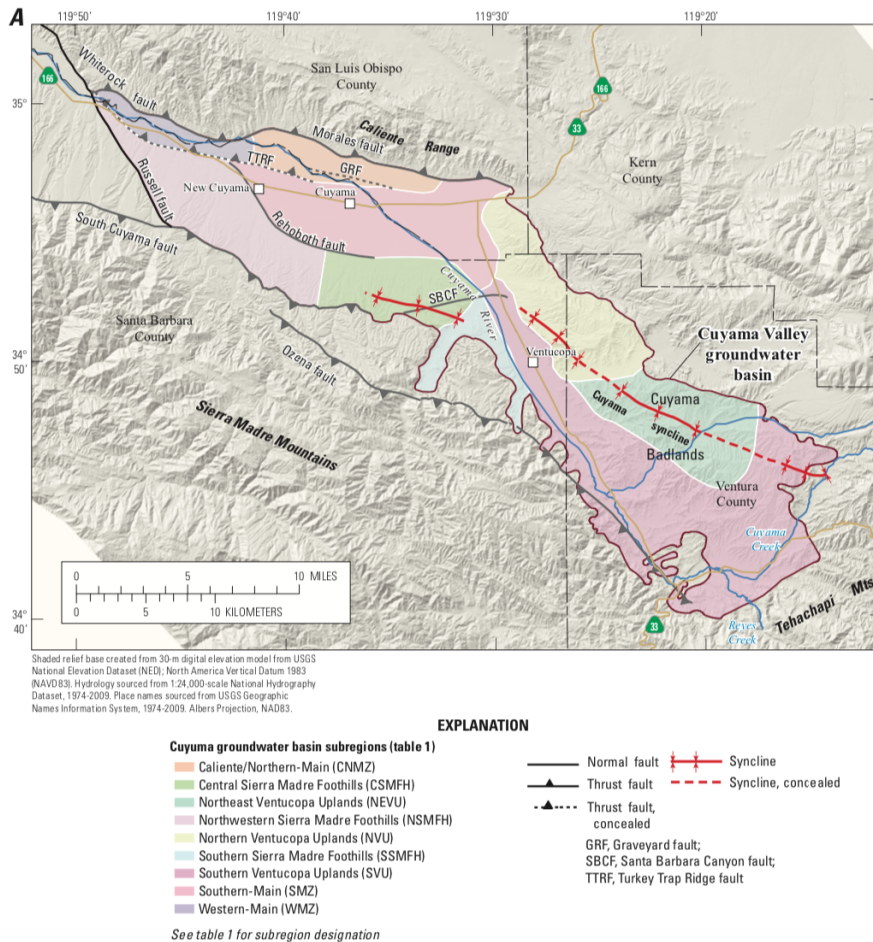 A
119°50'
119°40'
119°30'
119°20'
166
Whiterock fault
San Luis Obispo
County
166
35°
33
Caliente Range
Morales fault
Kern
County
TTRF
GRF
New Cuyama
Cuyama
Russell fault
Rehoboth fault
South Cuyama fault
Cuyama
River
SBCF
Santa Barbara
County
Cuyama Valley
groundwater
basin
34°
50'
Ventucopa
Ozena fault
Cuyama
syncline
Cuyama
Badlands
Sierra Madre Mountains
Ventura
County
Cuyama
Creek
0 5 10 MILES
0 5 10 KILOMETERS
34°
40'
33
Reyes
Creek
Tehachapi Mts
Shaded relief base created from 30-m digital elevation model from USGS
National Elevation Dataset (NED); North America Vertical Datum 1983
(NAVD83). Hydrology sourced from 1:24,000-scale National Hydrography
Dataset, 1974-2009. Place names sourced from USGS Geographic
Names Information System, 1974-2009. Albers Projection, NAD83.
EXPLANATION
Cuyuma groundwater basin subregions (table 1)
Caliente/Northern-Main (CNMZ)
Central Sierra Madre Foothills (CSMFH)
Northeast Ventucopa Uplands (NEVU)
Northwestern Sierra Madre Foothills (NSMFH)
Northern Ventucopa Uplands (NVU)
Southern Sierra Madre Foothills (SSMFH)
Southern Ventucopa Uplands (SVU)
Southern-Main (SMZ)
Western-Main (WMZ)
See table 1 for subregion designation
Normal fault
Thrust fault
Thrust fault,
concealed
Syncline
Syncline, concealed
GRF, Graveyard fault;
SBCF, Santa Barbara Canyon fault;
TTRF, Turkey Trap Ridge fault